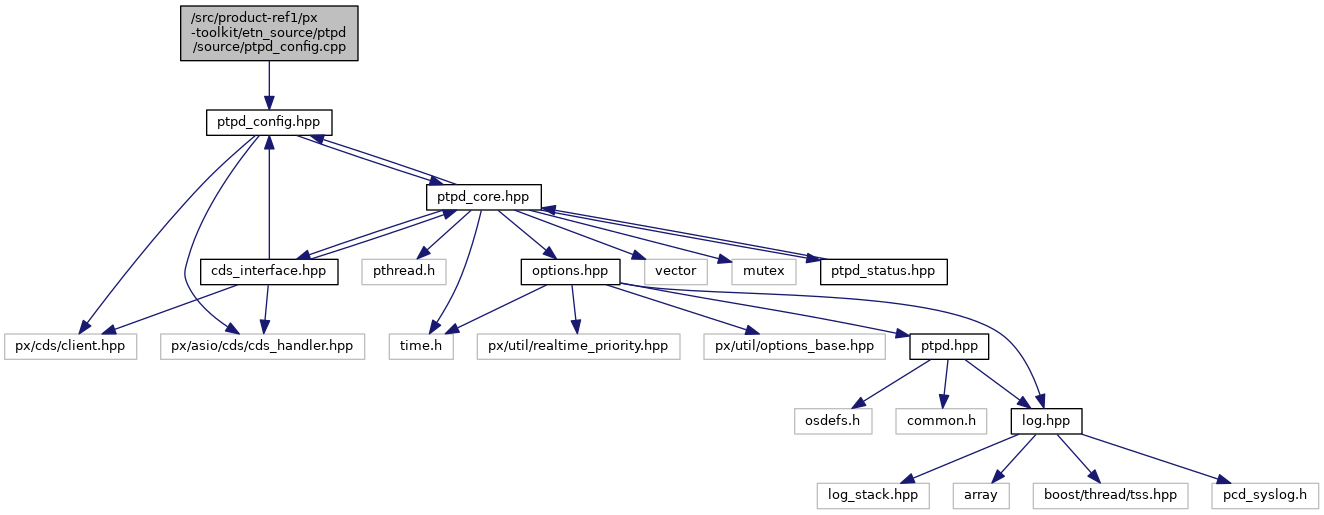 /src/product-ref1/px
-toolkit/etn_source/ptpd
/source/ptpd_config.cpp
ptpd_config.hpp
ptpd_core.hpp
cds_interface.hpp
pthread.h
options.hpp
vector
mutex
ptpd_status.hpp
px/cds/client.hpp
px/asio/cds/cds_handler.hpp
time.h
px/util/realtime_priority.hpp
px/util/options_base.hpp
ptpd.hpp
osdefs.h
common.h
log.hpp
log_stack.hpp
array
boost/thread/tss.hpp
pcd_syslog.h